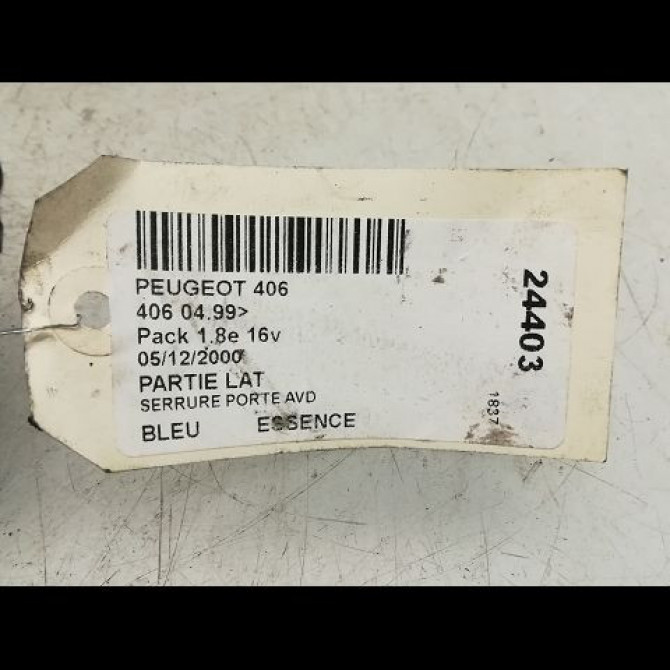 PEUGEOT 406
406 04.99>
Pack 1.8e 16v
05/12/2000
PARTIE LAT
SERRURE PORTE AVD
BLEU ESSENCE
24403
1837